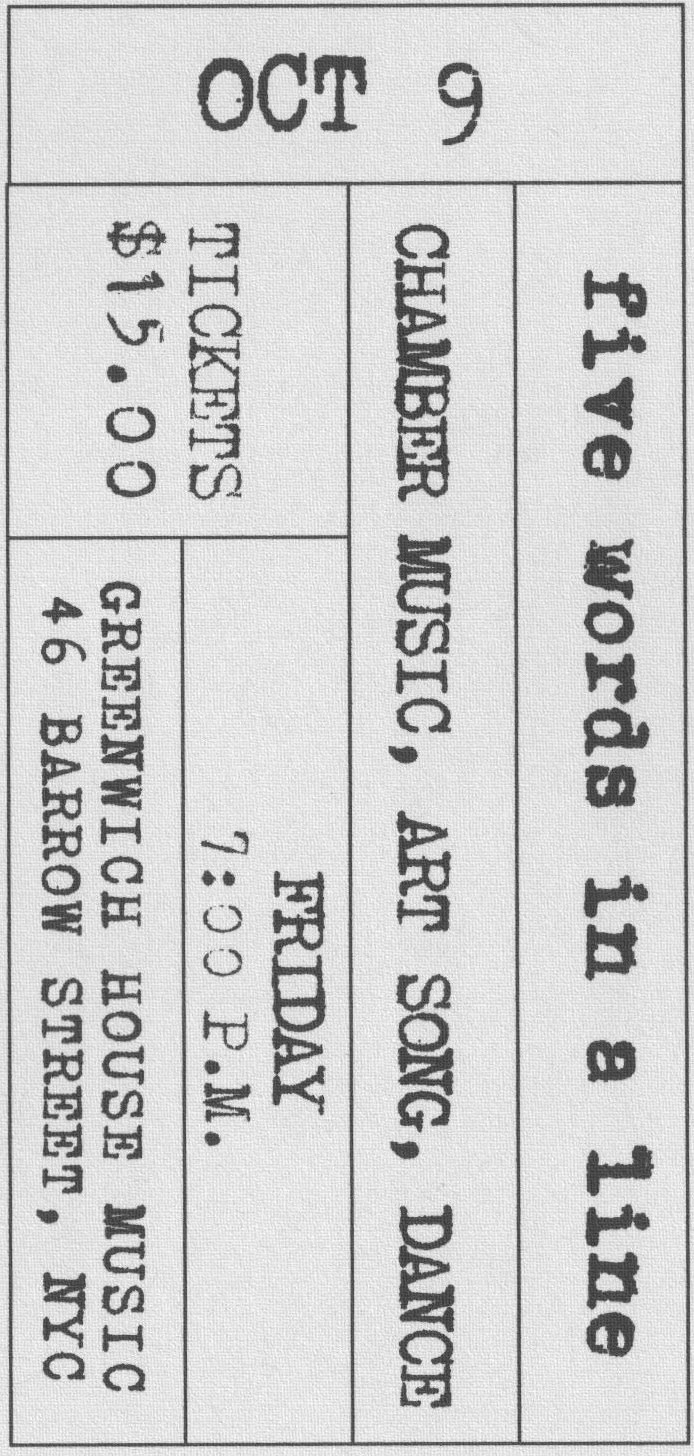 OCT 9
five words in a line
CHAMBER MUSIC, ART SONG, DANCE
TICKETS
$15.00
FRIDAY
7:00 P.M.
GREENWICH HOUSE MUSIC
46 BARROW STREET, NYC